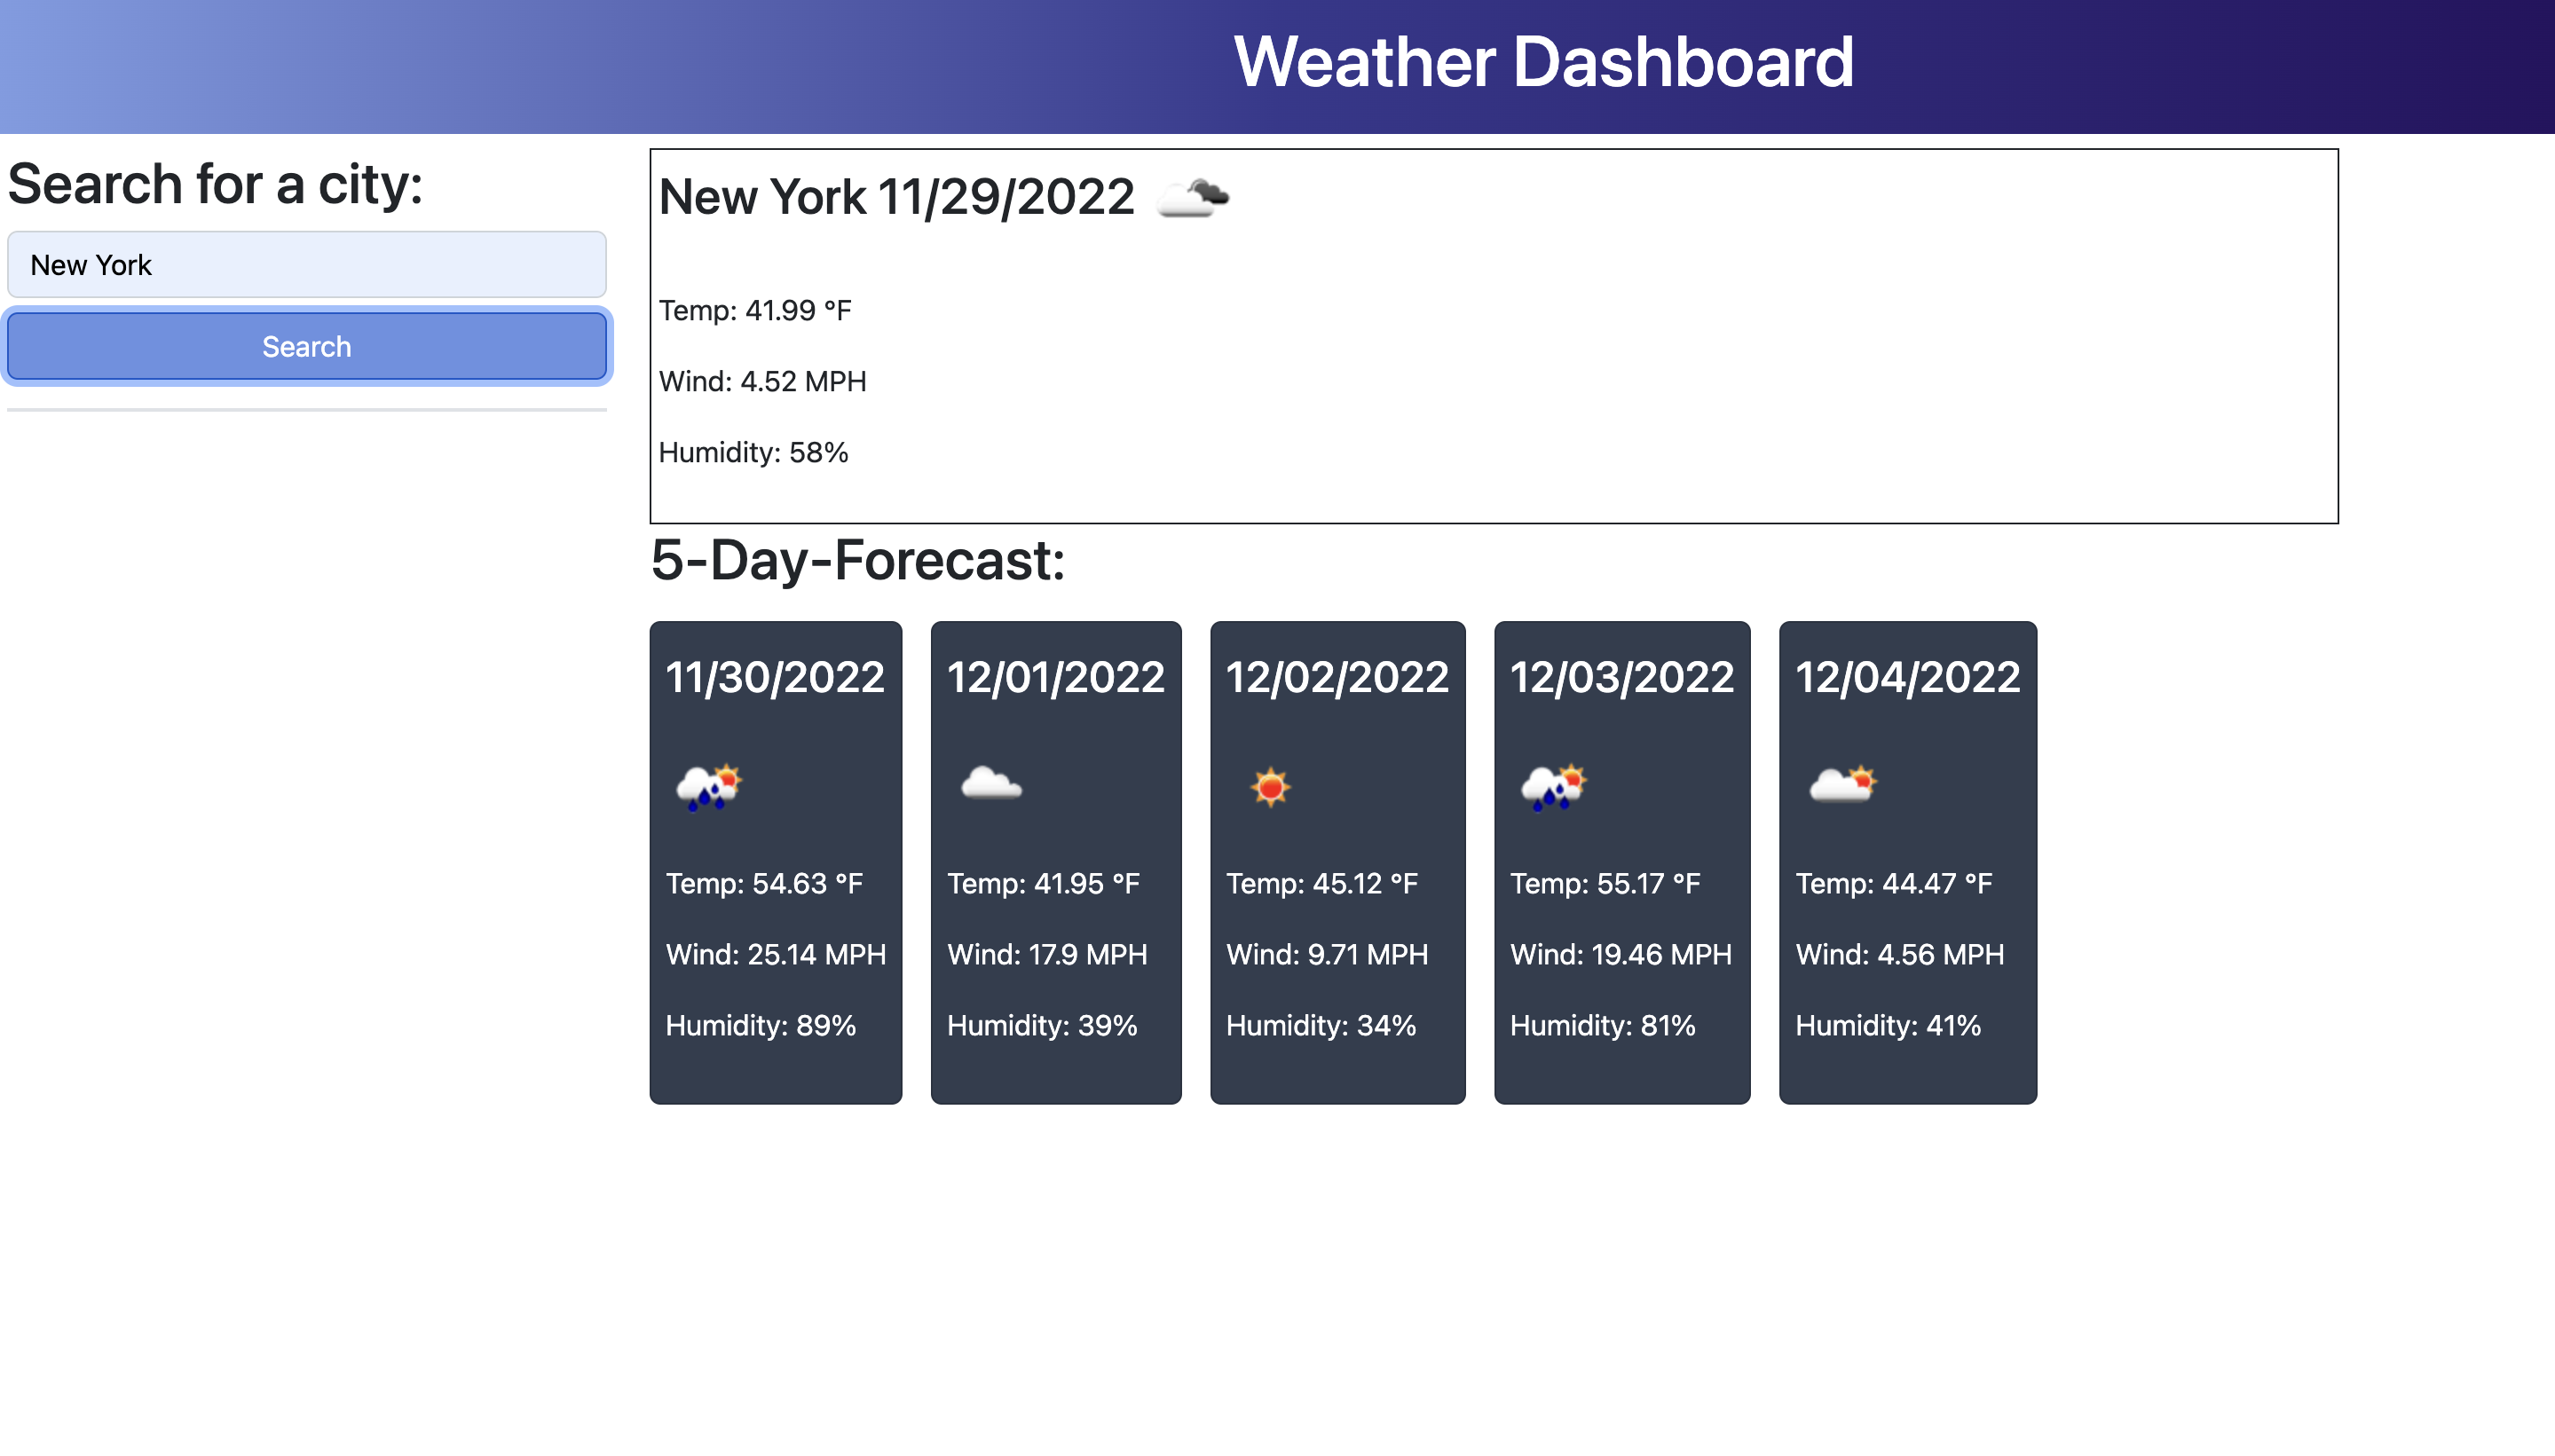 Weather Dashboard
Search for a city:
New York
Search
New York 11/29/2022
Temp: 41.99 °F
Wind: 4.52 MPH
Humidity: 58%
5-Day-Forecast:
11/30/2022
Temp: 54.63 °F
Wind: 25.14 MPH
Humidity: 89%
12/01/2022
Temp: 41.95 °F
Wind: 17.9 MPH
Humidity: 39%
12/02/2022
Temp: 45.12 °F
Wind: 9.71 MPH
Humidity: 34%
12/03/2022
Temp: 55.17 °F
Wind: 19.46 MPH
Humidity: 81%
12/04/2022
Temp: 44.47 °F
Wind: 4.56 MPH
Humidity: 41%